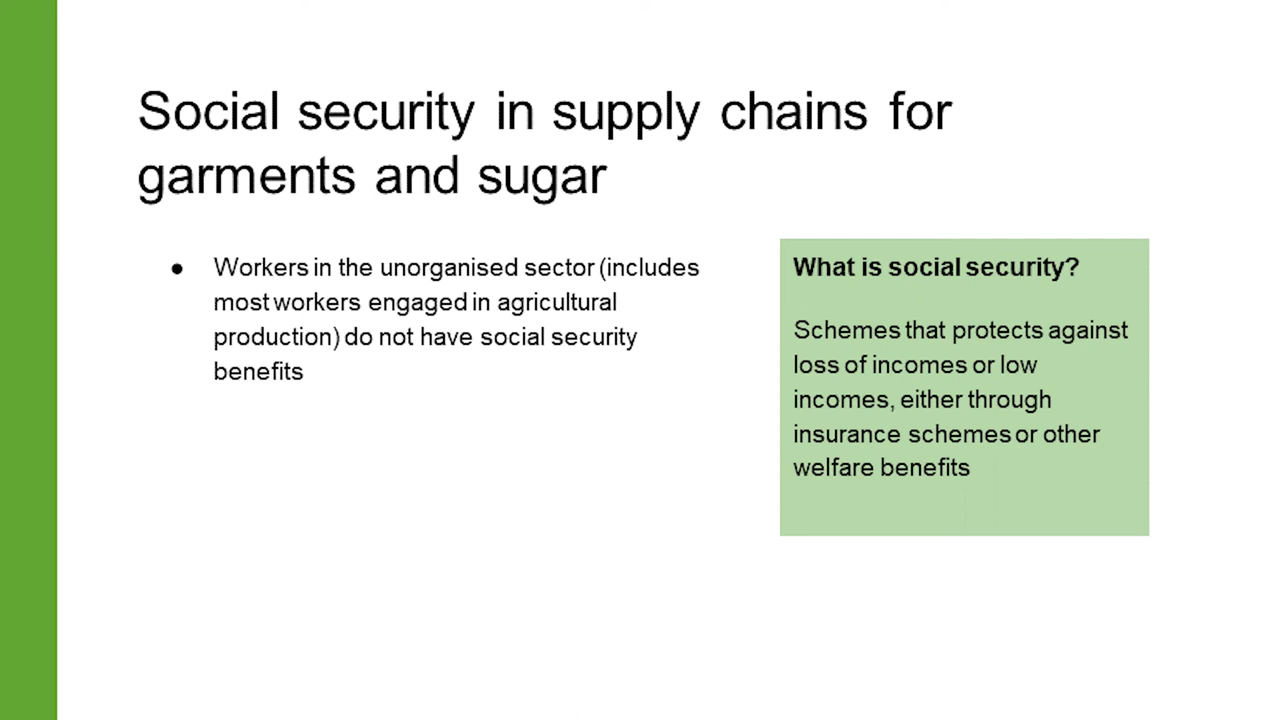 Social security in supply chains for
garments and sugar
● Workers in the unorganised sector (includes
most workers engaged in agricultural
production) do not have social security
benefits
What is social security?
Schemes that protects against
loss of incomes or low
incomes, either through
insurance schemes or other
welfare benefits